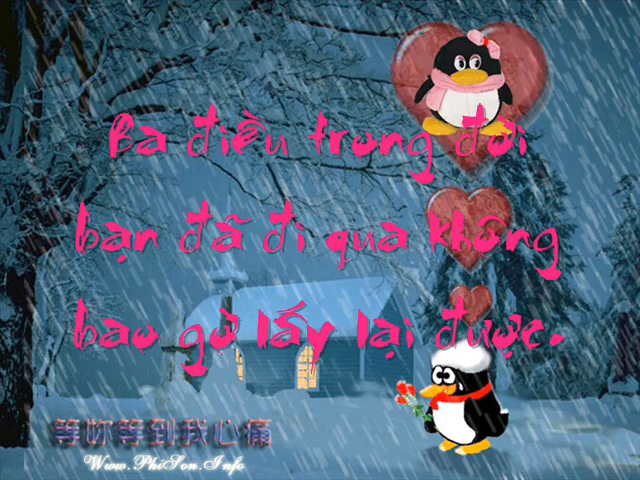 Ba điều trong đời
bạn đã đi qua không
bao gờ lấy lại được.
等妳等到我心痛
Www.PhiSon.Info